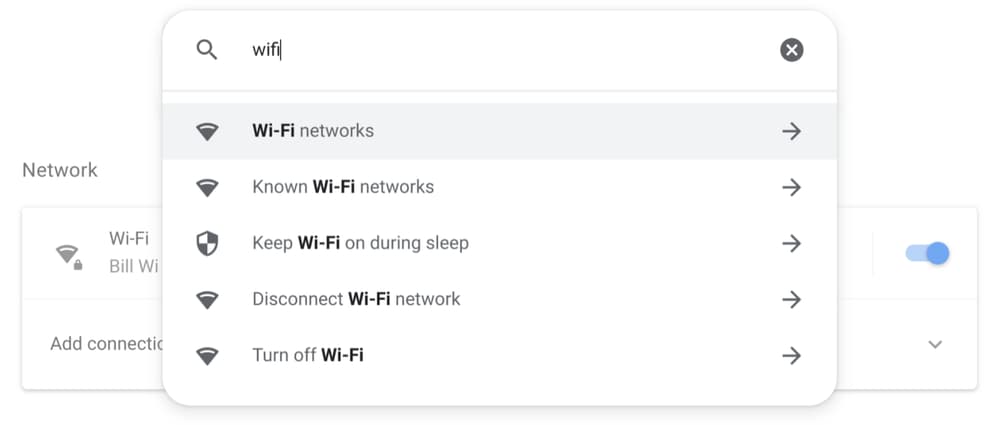 wifi
Wi-Fi networks
Known Wi-Fi networks
Keep Wi-Fi on during sleep
Disconnect Wi-Fi network
Turn off Wi-Fi
Network
Wi-Fi
Bill Wi
Add connectic